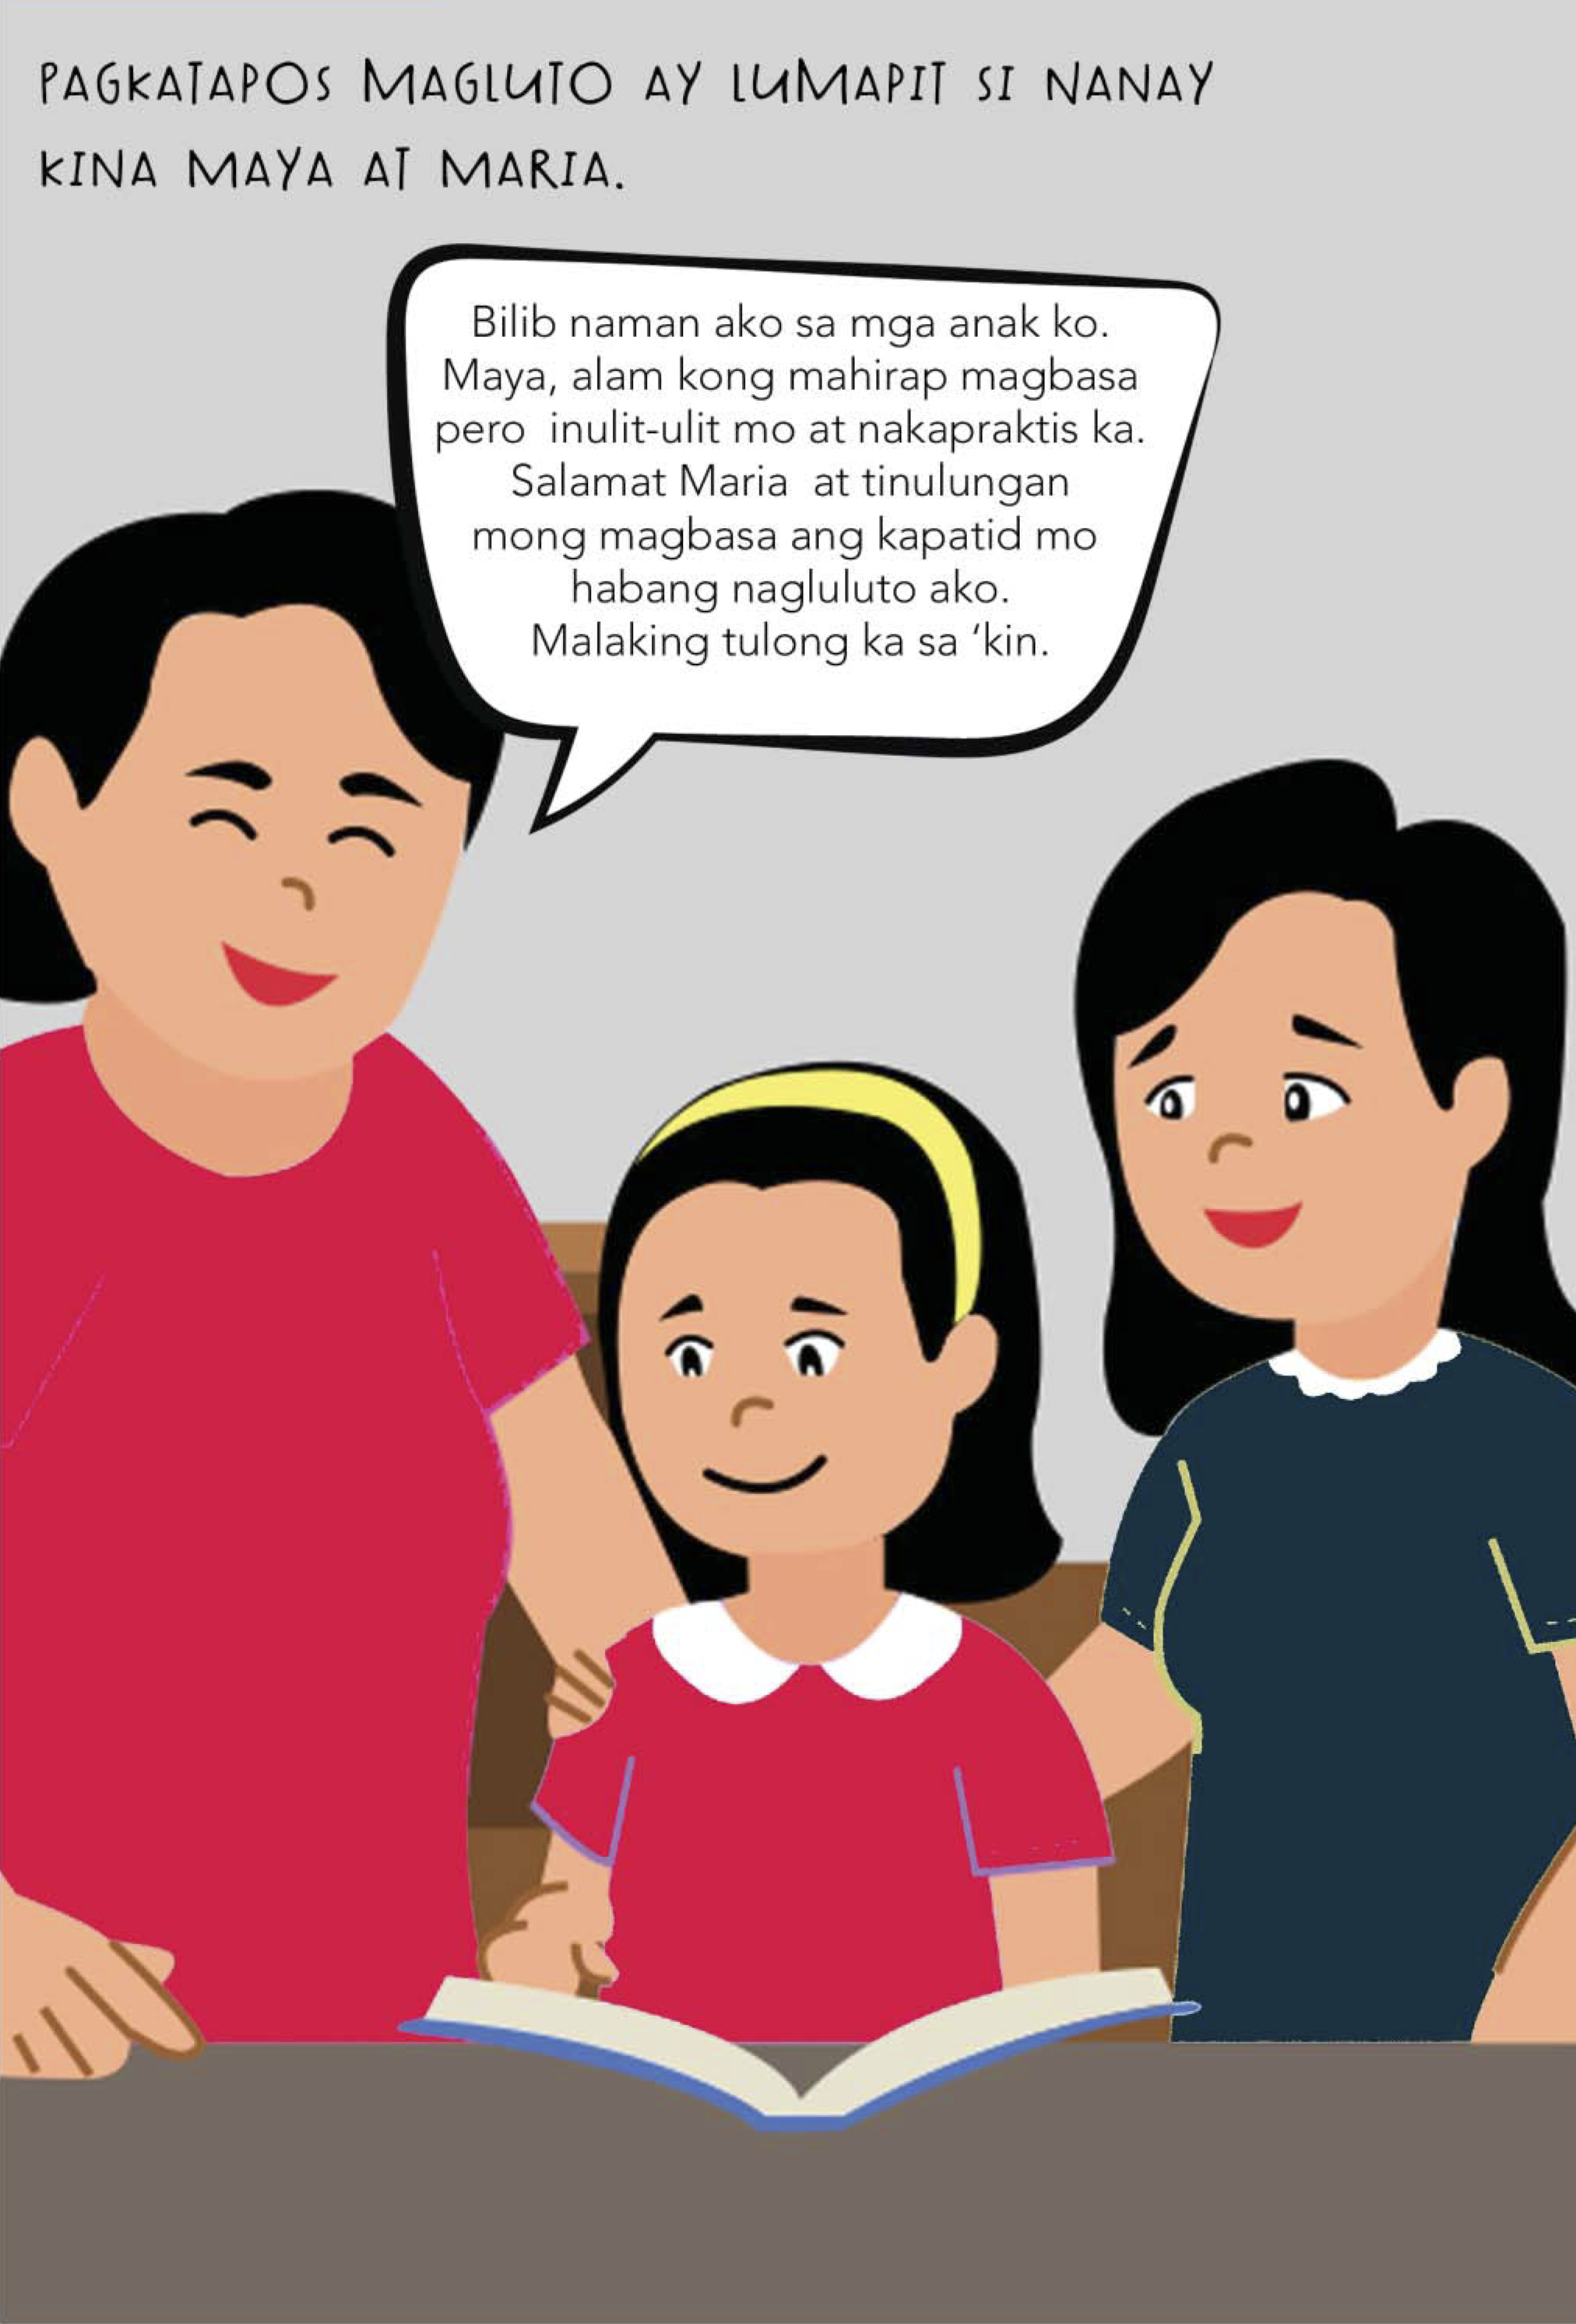 PAGKATAPOS MAGLUTO AY LUMAPIT SI NANAY
KINA MAYA AT MARIA.
Bilib naman ako sa mga anak ko.
Maya, alam kong mahirap magbasa
pero inulit-ulit mo at nakapraktis ka.
Salamat Maria at tinulungan
mong magbasa ang kapatid mo
habang nagluluto ako.
Malaking tulong ka sa ‘kin.